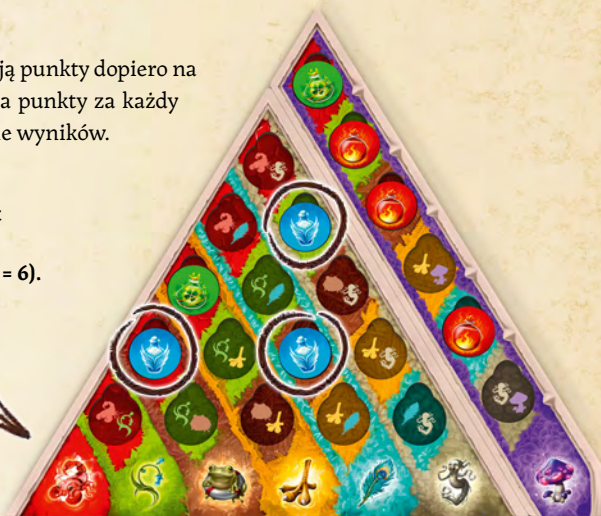 ją punkty dopiero na
a punkty za każdy
e wyników.
= 6).